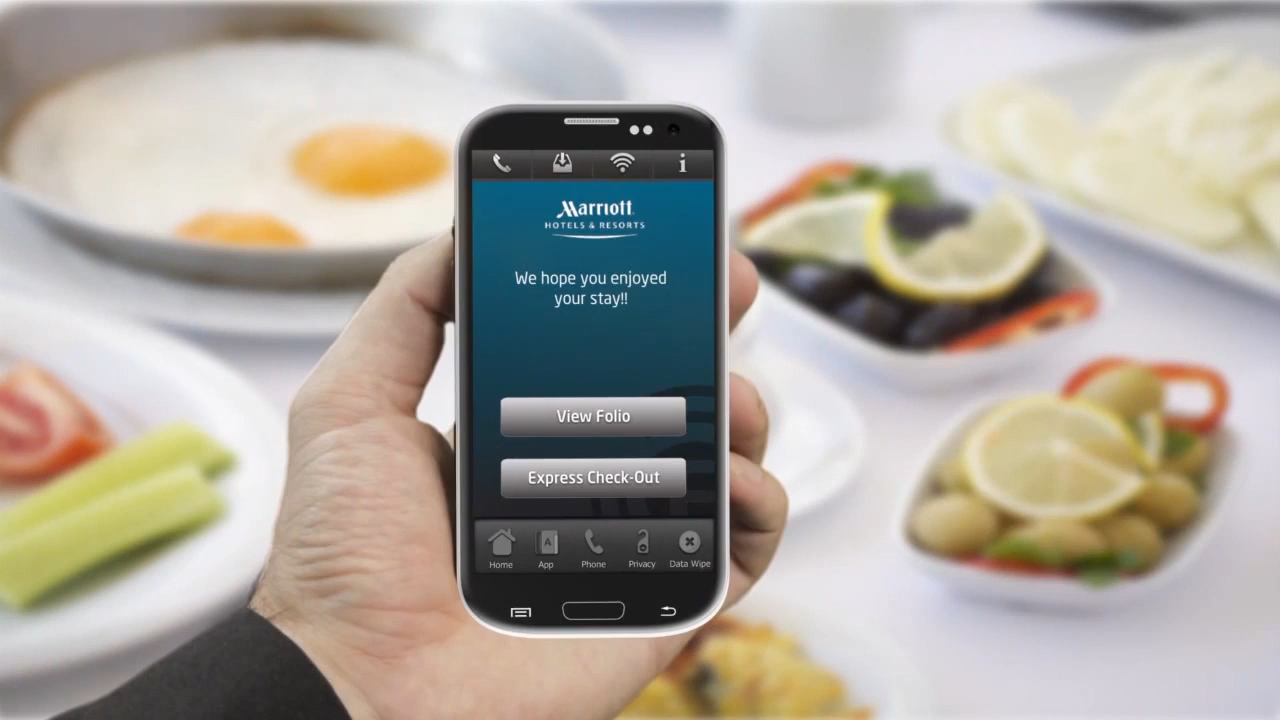 Marriott
HOTELS & RESORTS
We hope you enjoyed
your stay!!
View Folio
Express Check-Out
A
Home App Phone Privacy Data Wipe